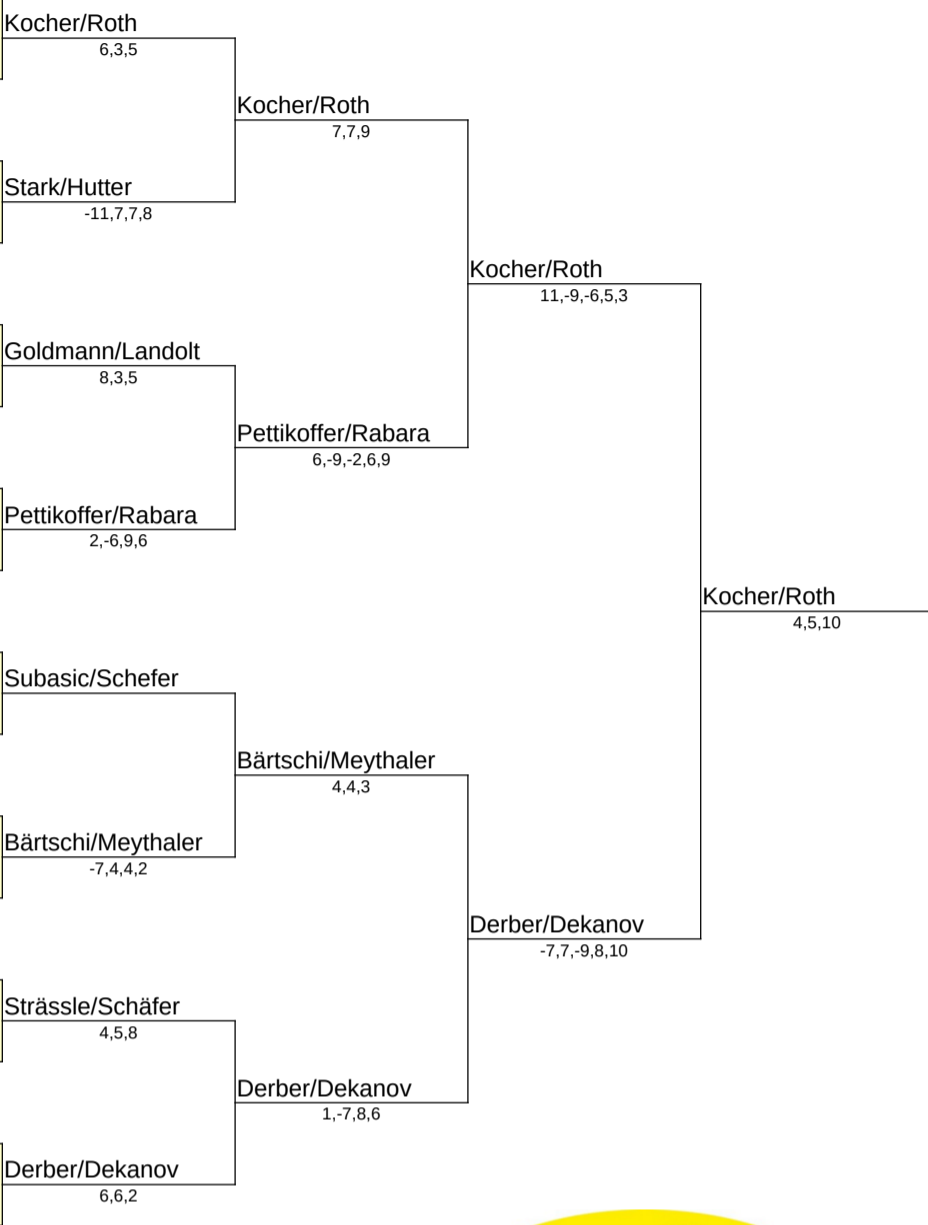 Kocher/Roth
6,3,5
Kocher/Roth
7,7,9
Stark/Hutter
-11,7,7,8
Kocher/Roth
11,-9,-6,5,3
Goldmann/Landolt
8,3,5
Pettikoffer/Rabara
6,-9,-2,6,9
Pettikoffer/Rabara
2,-6,9,6
Kocher/Roth
4,5,10
Subasic/Schefer
Bärtschi/Meythaler
4,4,3
Bärtschi/Meythaler
-7,4,4,2
Derber/Dekanov
-7,7,-9,8,10
Strässle/Schäfer
4,5,8
Derber/Dekanov
1,-7,8,6
Derber/Dekanov
6,6,2